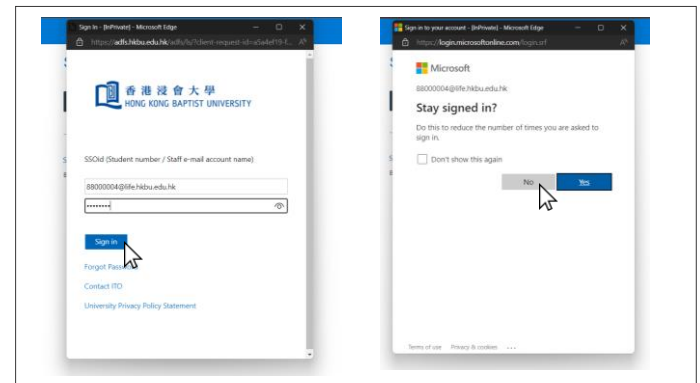 Sign In - [InPrivate] - Microsoft Edge
https://adfs.hkbu.edu.hk/adfs/ls/?client-request-id=a5a4ef19-f...
香港浸會大學
HONG KONG BAPTIST UNIVERSITY
SSOid (Student number / Staff e-mail account name)
88000004@life.hkbu.edu.hk
••••••••
Sign in
Forgot Password
Contact ITO
University Privacy Policy Statement
Sign in to your account - [InPrivate] - Microsoft Edge
https://login.microsoftonline.com/login.srf
Microsoft
88000004@life.hkbu.edu.hk
Stay signed in?
Do this to reduce the number of times you are asked to
sign in.
Don't show this again
No
Yes
Terms of use
Privacy & cookies
...